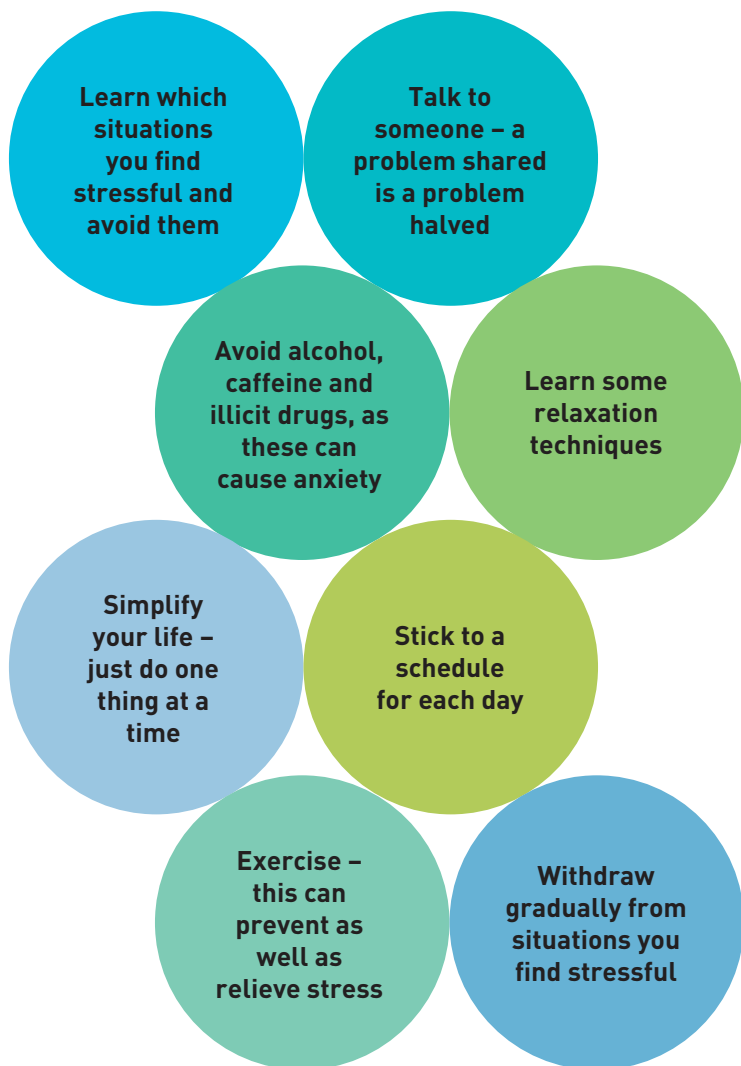 Learn which
situations
you find
stressful and
avoid them
Talk to
someone – a
problem shared
is a problem
halved
Avoid alcohol,
caffeine and
illicit drugs, as
these can
cause anxiety
Learn some
relaxation
techniques
Simplify
your life –
just do one
thing at a
time
Stick to a
schedule
for each day
Exercise –
this can
prevent as
well as
relieve stress
Withdraw
gradually from
situations you
find stressful